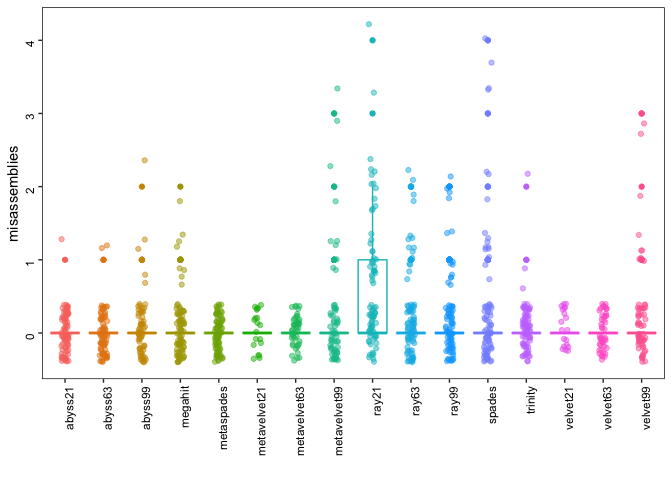 misassemblies
4
3
2
1
0
abyss21
abyss63
abyss99
megahit
metaspades
metavelvet21
metavelvet63
metavelvet99
ray21
ray63
ray99
spades
trinity
velvet21
velvet63
velvet99